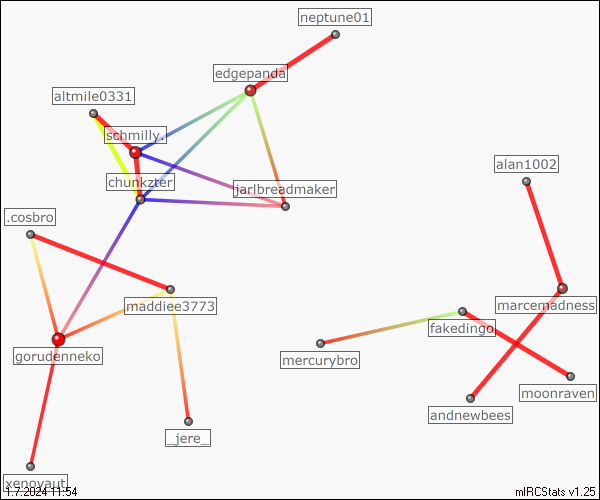 neptune01
edgepanda
altmile0331
schmilly.
chunkzter
jarlbreadmaker
alan1002
.cosbro
maddiee3773
marcemadness
fakedingo
gorudenneko
mercurybro
moonraven
andnewbees
_jere_
xenovaut
1.7.2024 11:54
mIRCStats v1.25